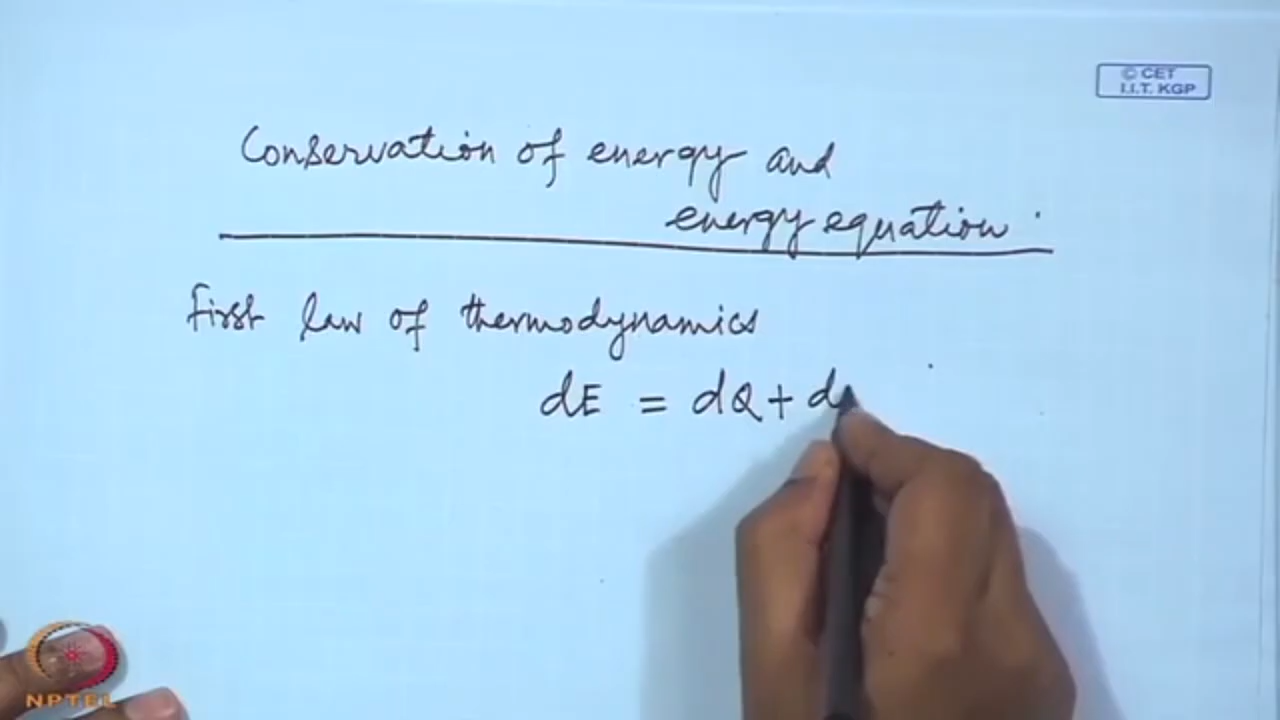 © CET
I.I.T. KGP
Conservation of energy and
energy equation.
First law of thermodynamics
dE = dQ + d
NPTEL